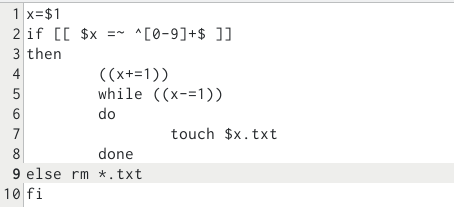 1 x=$1
2 if [[ $x =~ ^[0-9]+$ ]]
3 then
4         ((x+=1))
5         while ((x-=1))
6         do
7                 touch $x.txt
8         done
9 else rm *.txt
10 fi